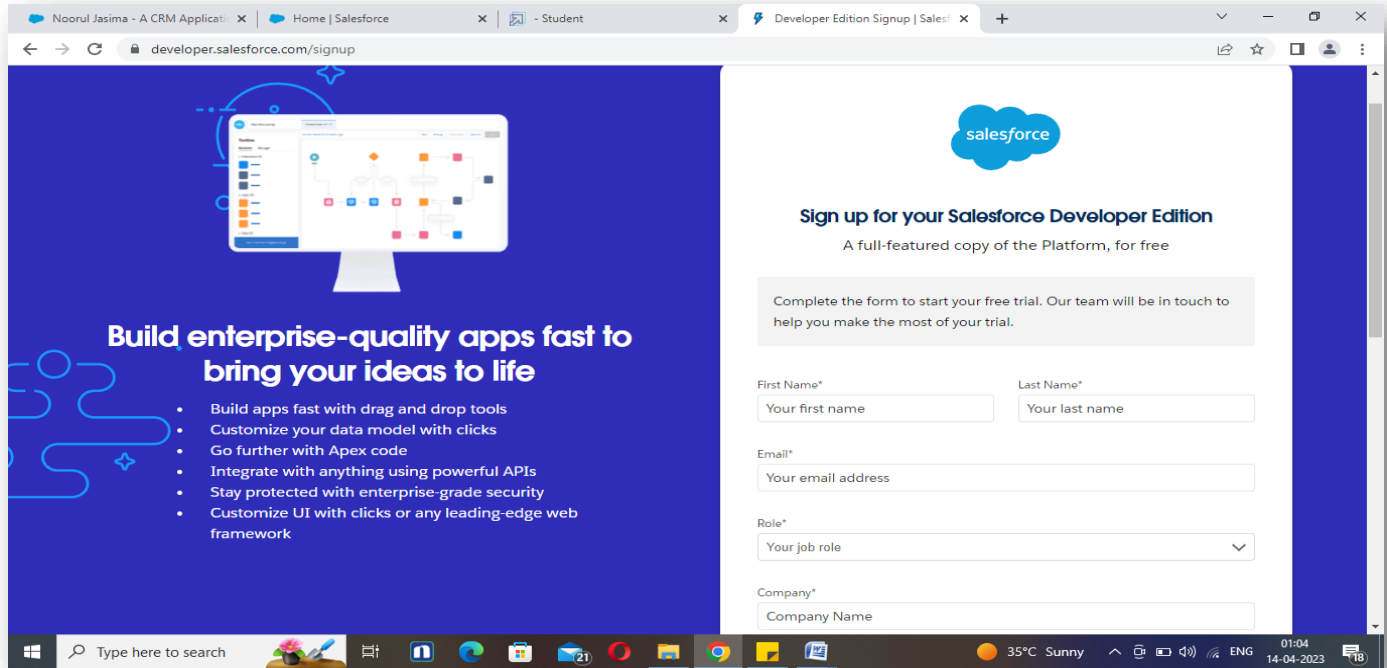 Noorul Jasima - A CRM Applicati
Home | Salesforce
- Student
Developer Edition Signup | Salesf
developer.salesforce.com/signup
Build enterprise-quality apps fast to
bring your ideas to life
• Build apps fast with drag and drop tools
• Customize your data model with clicks
• Go further with Apex code
• Integrate with anything using powerful APIs
• Stay protected with enterprise-grade security
• Customize UI with clicks or any leading-edge web
framework
salesforce
Sign up for your Salesforce Developer Edition
A full-featured copy of the Platform, for free
Complete the form to start your free trial. Our team will be in touch to
help you make the most of your trial.
First Name* Last Name*
Your first name Your last name
Email*
Your email address
Role*
Your job role
Company*
Company Name
Type here to search
21
35°C Sunny
ENG
01:04
14-04-2023
18